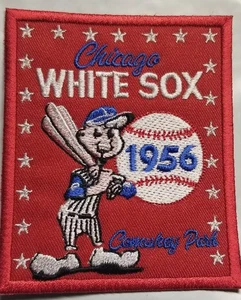 Chicago
WHITE SOX
1956
Comiskey Park